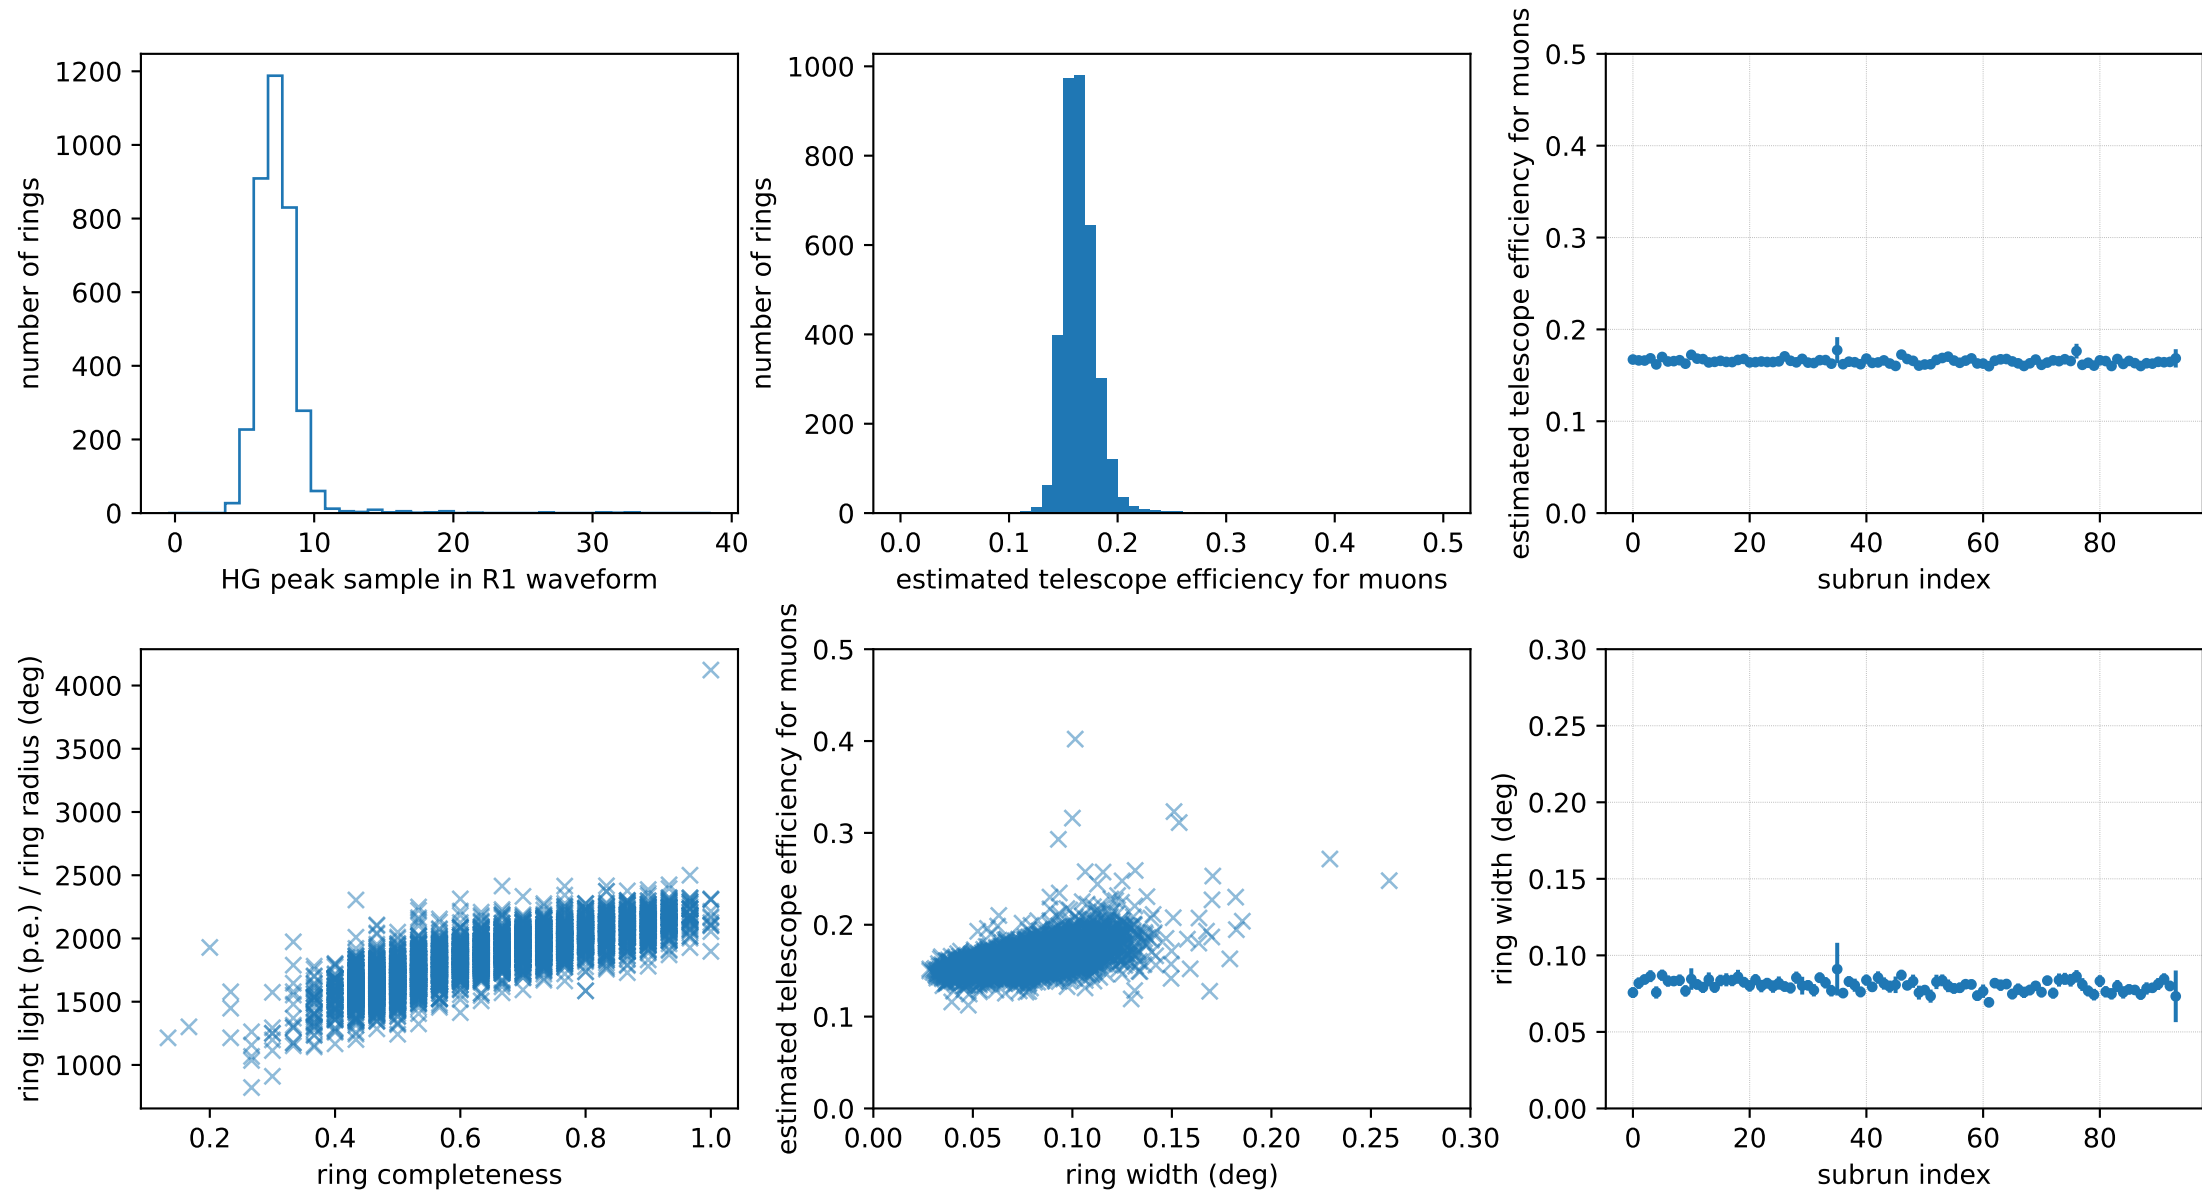 1200
1000
800
600
400
200
0
number of rings
0 10 20 30 40
HG peak sample in R1 waveform
1000
800
600
400
200
0
number of rings
0.0 0.1 0.2 0.3 0.4 0.5
estimated telescope efficiency for muons
0.5
0.4
0.3
0.2
0.1
0.0
estimated telescope efficiency for muons
0 20 40 60 80
subrun index
4000
3500
3000
2500
2000
1500
1000
ring light (p.e.) / ring radius (deg)
0.2 0.4 0.6 0.8 1.0
ring completeness
0.5
0.4
0.3
0.2
0.1
0.0
estimated telescope efficiency for muons
0.00 0.05 0.10 0.15 0.20 0.25 0.30
ring width (deg)
0.30
0.25
0.20
0.15
0.10
0.05
0.00
ring width (deg)
0 20 40 60 80
subrun index